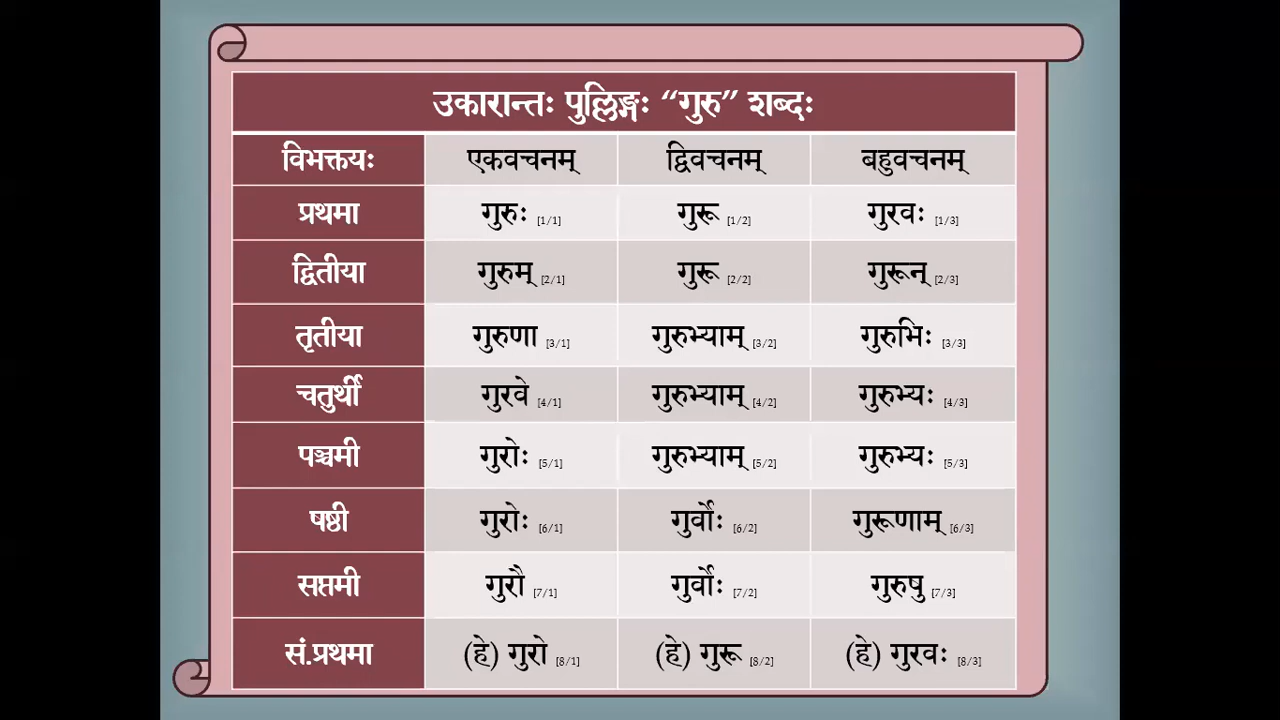 उकारान्तः पुल्लिङ्गः “गुरु” शब्दः
विभक्तयः एकवचनम् द्विवचनम् बहुवचनम्
प्रथमा गुरुः [1/1] गुरू [1/2] गुरवः [1/3]
द्वितीया गुरुम् [2/1] गुरू [2/2] गुरून् [2/3]
तृतीया गुरुणा [3/1] गुरुभ्याम् [3/2] गुरुभिः [3/3]
चतुर्थी गुरवे [4/1] गुरुभ्याम् [4/2] गुरुभ्यः [4/3]
पञ्चमी गुरोः [5/1] गुरुभ्याम् [5/2] गुरुभ्यः [5/3]
षष्ठी गुरोः [6/1] गुर्वोः [6/2] गुरूणाम् [6/3]
सप्तमी गुरौ [7/1] गुर्वोः [7/2] गुरुषु [7/3]
सं.प्रथमा (हे) गुरो [8/1] (हे) गुरू [8/2] (हे) गुरवः [8/3]